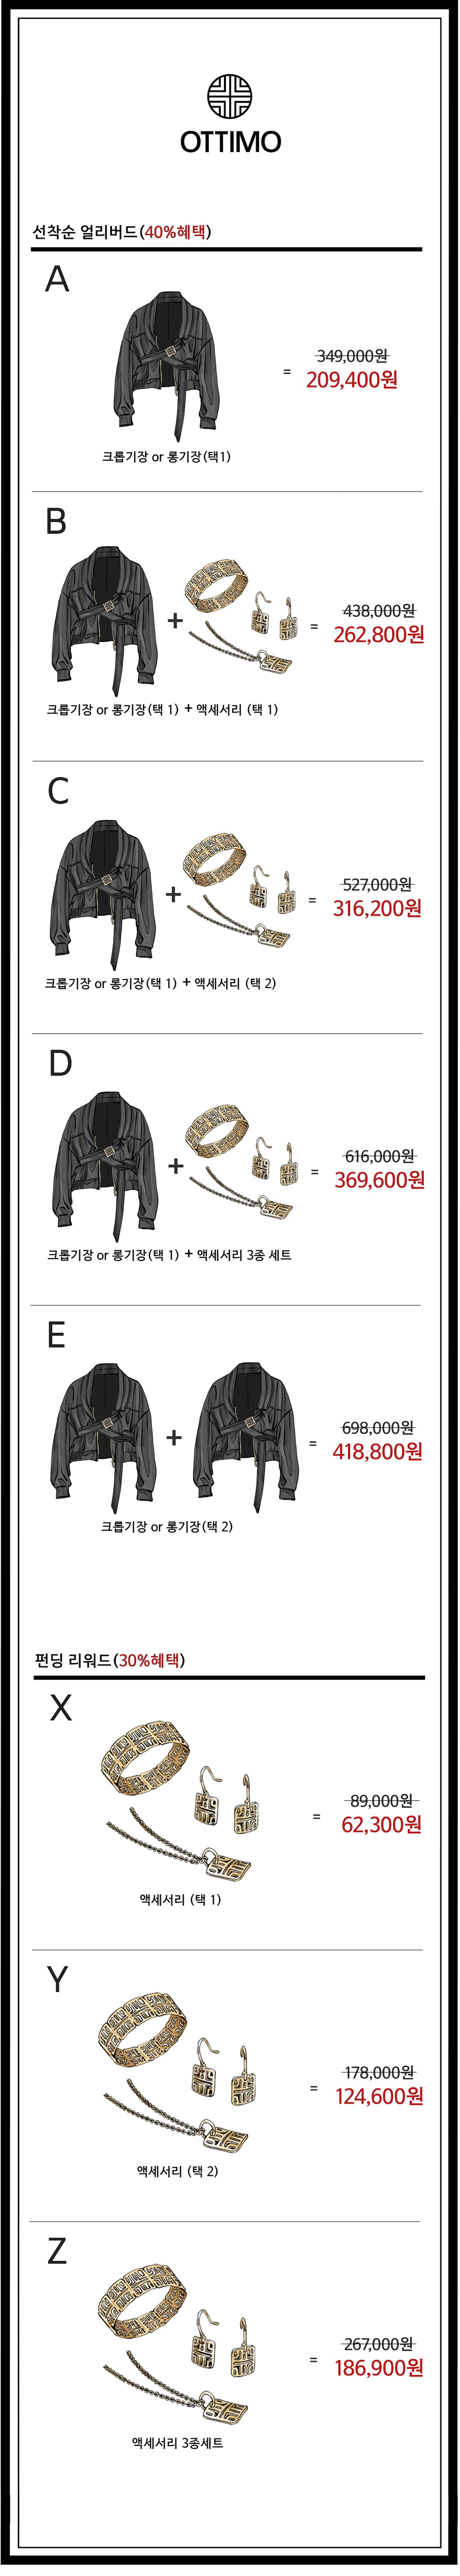 OTTIMO
선착순 얼리버드(40%혜택)
A
349,000원
= 209,400원
크롭기장 or 롱기장(택1)
B
438,000원
+ = 262,800원
크롭기장 or 롱기장(택 1) + 액세서리 (택 1)
C
527,000원
+ = 316,200원
크롭기장 or 롱기장(택 1) + 액세서리 (택 2)
D
616,000원
+ = 369,600원
크롭기장 or 롱기장(택 1) + 액세서리 3종 세트
E
698,000원
+ = 418,800원
크롭기장 or 롱기장(택 2)
펀딩 리워드(30%혜택)
X
89,000원
= 62,300원
액세서리 (택 1)
Y
178,000원
= 124,600원
액세서리 (택 2)
Z
267,000원
= 186,900원
액세서리 3종세트